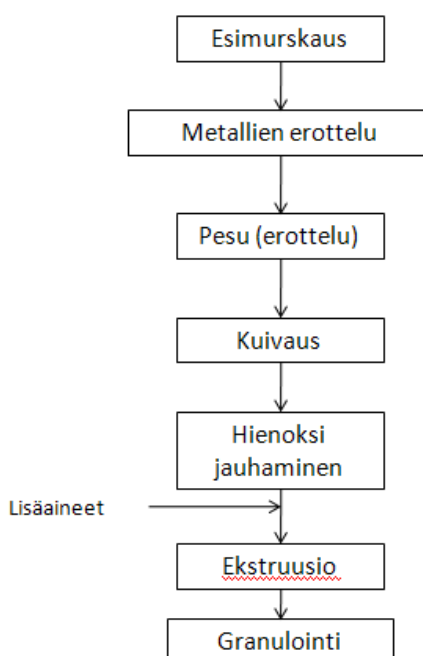 Esimurskaus
Metallien erottelu
Pesu (erottelu)
Kuivaus
Hienoksi
jauhaminen
Lisäaineet
Ekstruusio
Granulointi